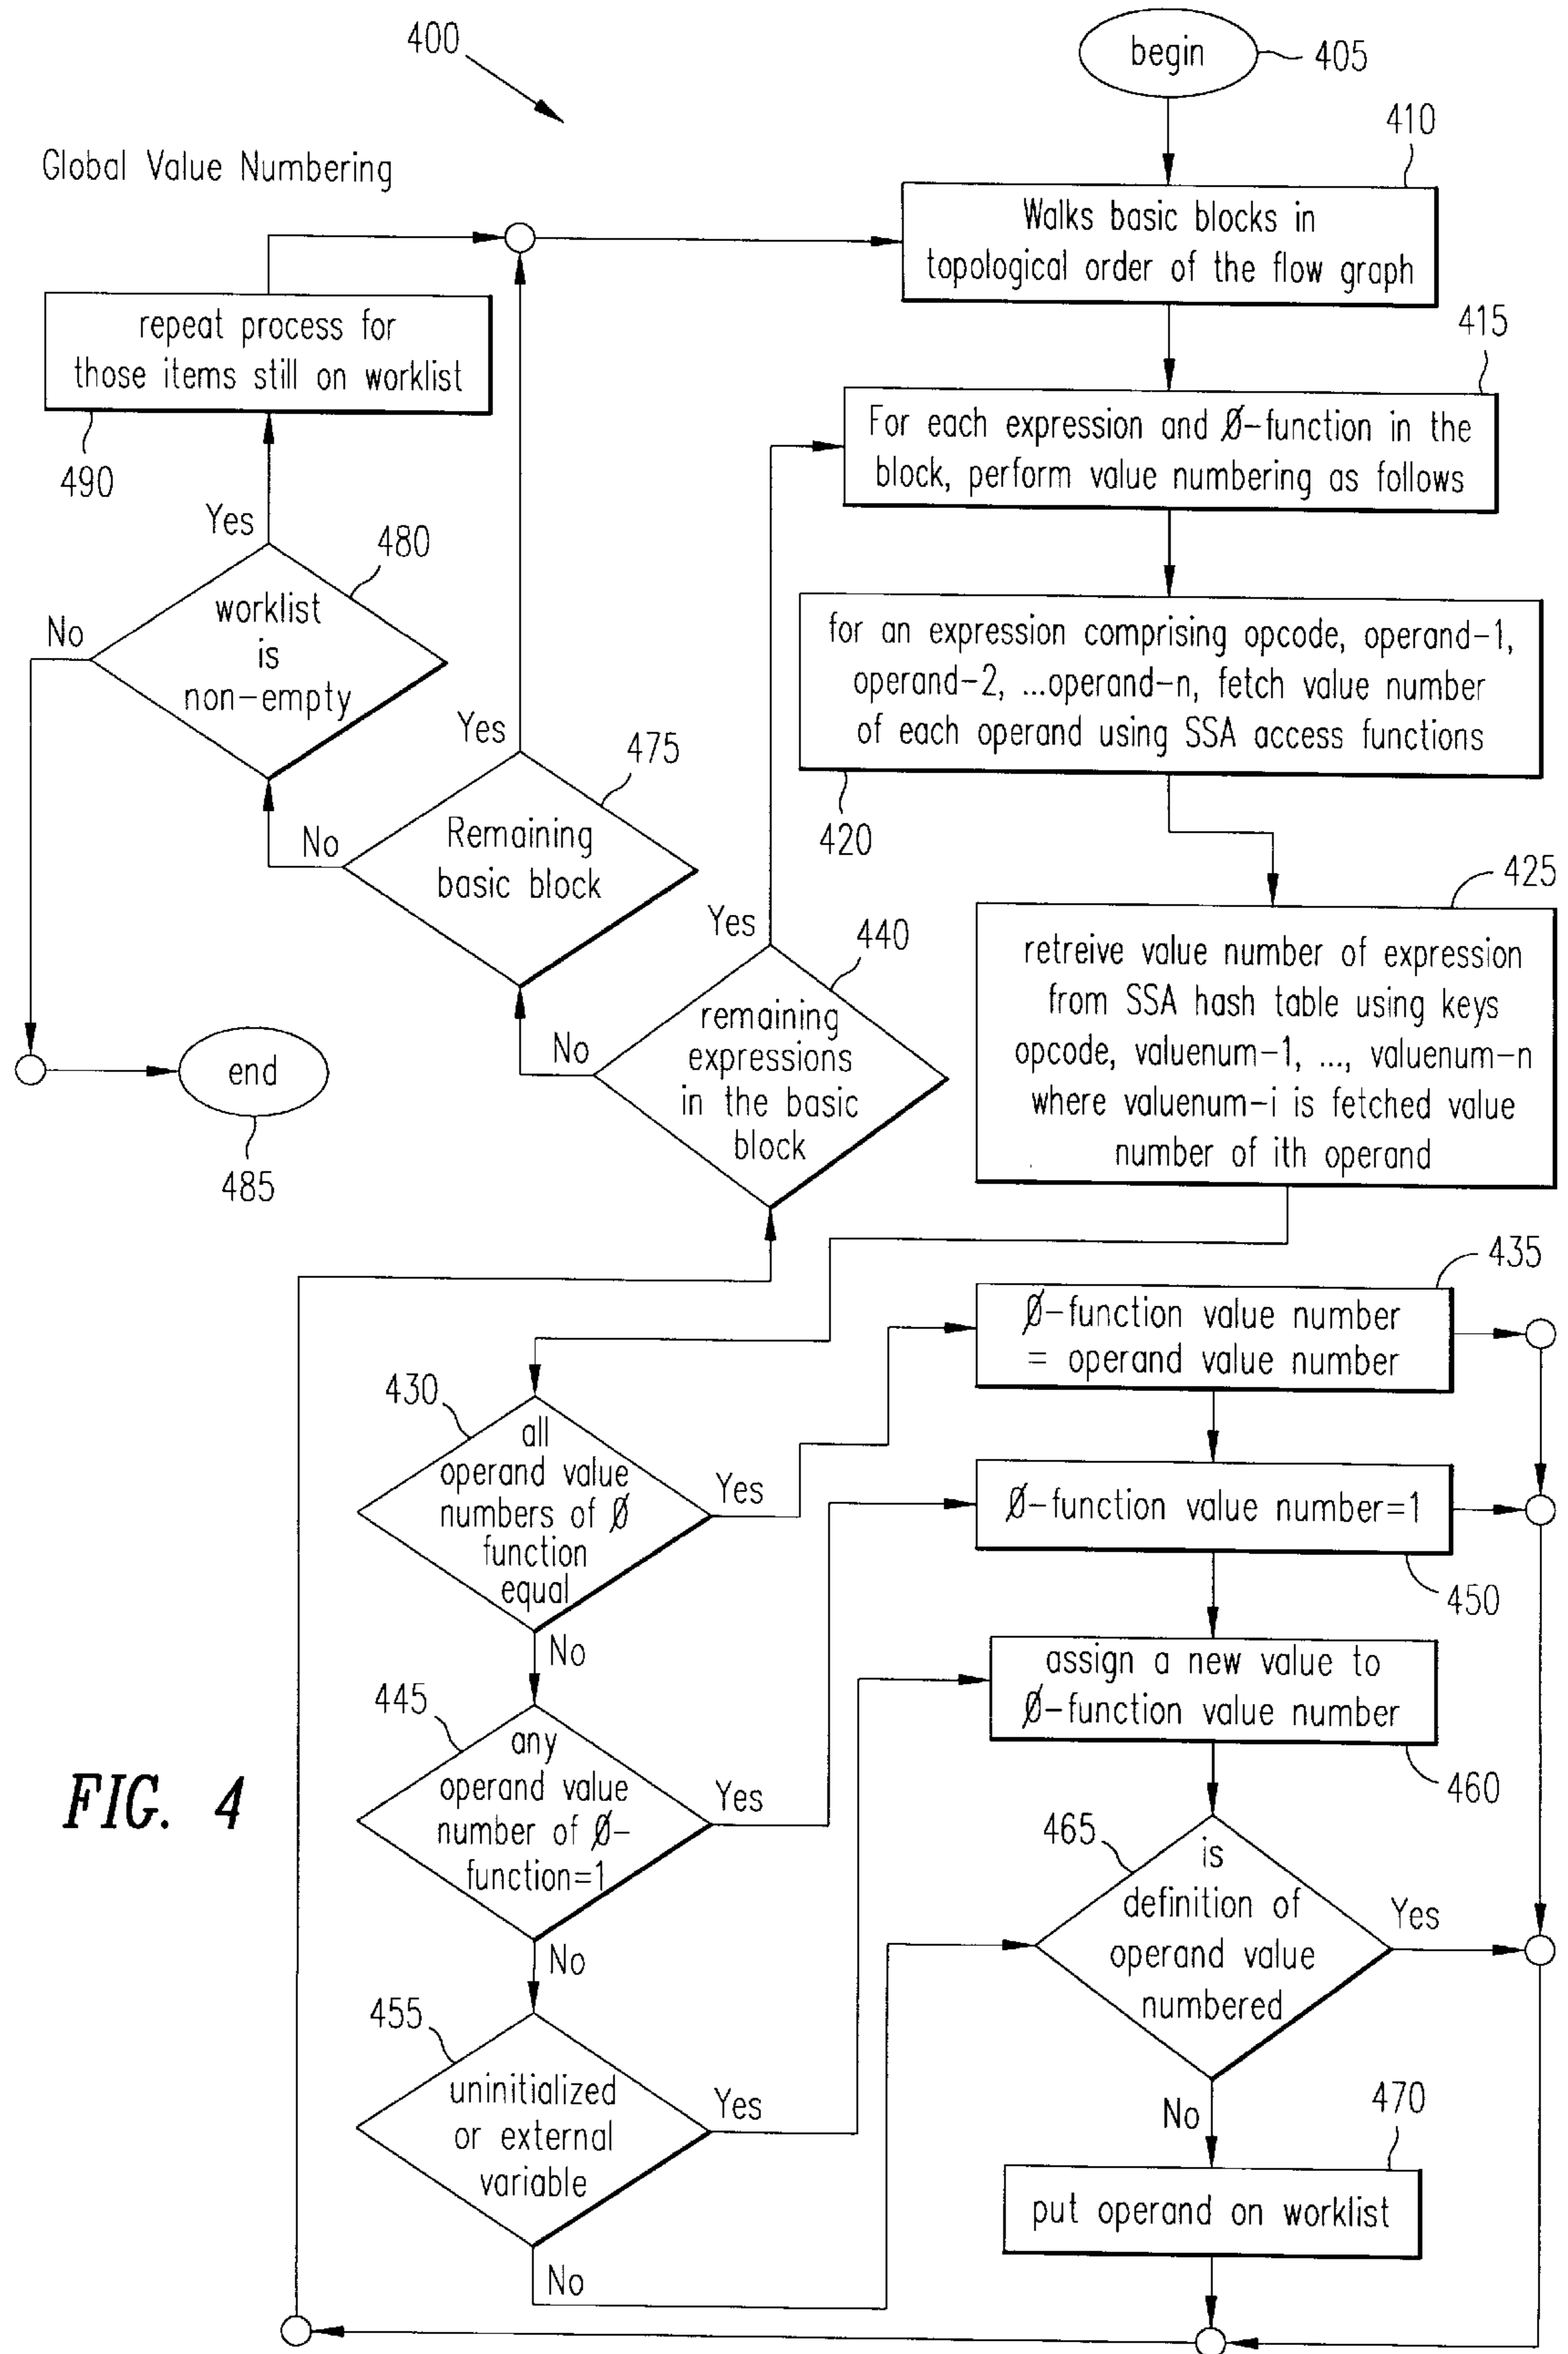 400
begin
405
Global Value Numbering
410
Walks basic blocks in
topological order of the flow graph
415
For each expression and Ø-function in the
block, perform value numbering as follows
repeat process for
those items still on worklist
490
Yes
480
worklist
is
non-empty
No
for an expression comprising opcode, operand-1,
operand-2, ...operand-n, fetch value number
of each operand using SSA access functions
420
Yes
475
Remaining
basic block
No
425
retreive value number of expression
from SSA hash table using keys
opcode, valuenum-1, ..., valuenum-n
where valuenum-i is fetched value
number of ith operand
Yes
440
remaining
expressions
in the basic
block
No
end
485
435
Ø-function value number
= operand value number
430
all
operand value
numbers of Ø
function
equal
Yes
No
Ø-function value number=1
450
445
any
operand value
number of Ø-
function=1
Yes
No
assign a new value to
Ø-function value number
460
FIG. 4
465
is
definition of
operand value
numbered
Yes
No
455
uninitialized
or external
variable
Yes
No
470
put operand on worklist